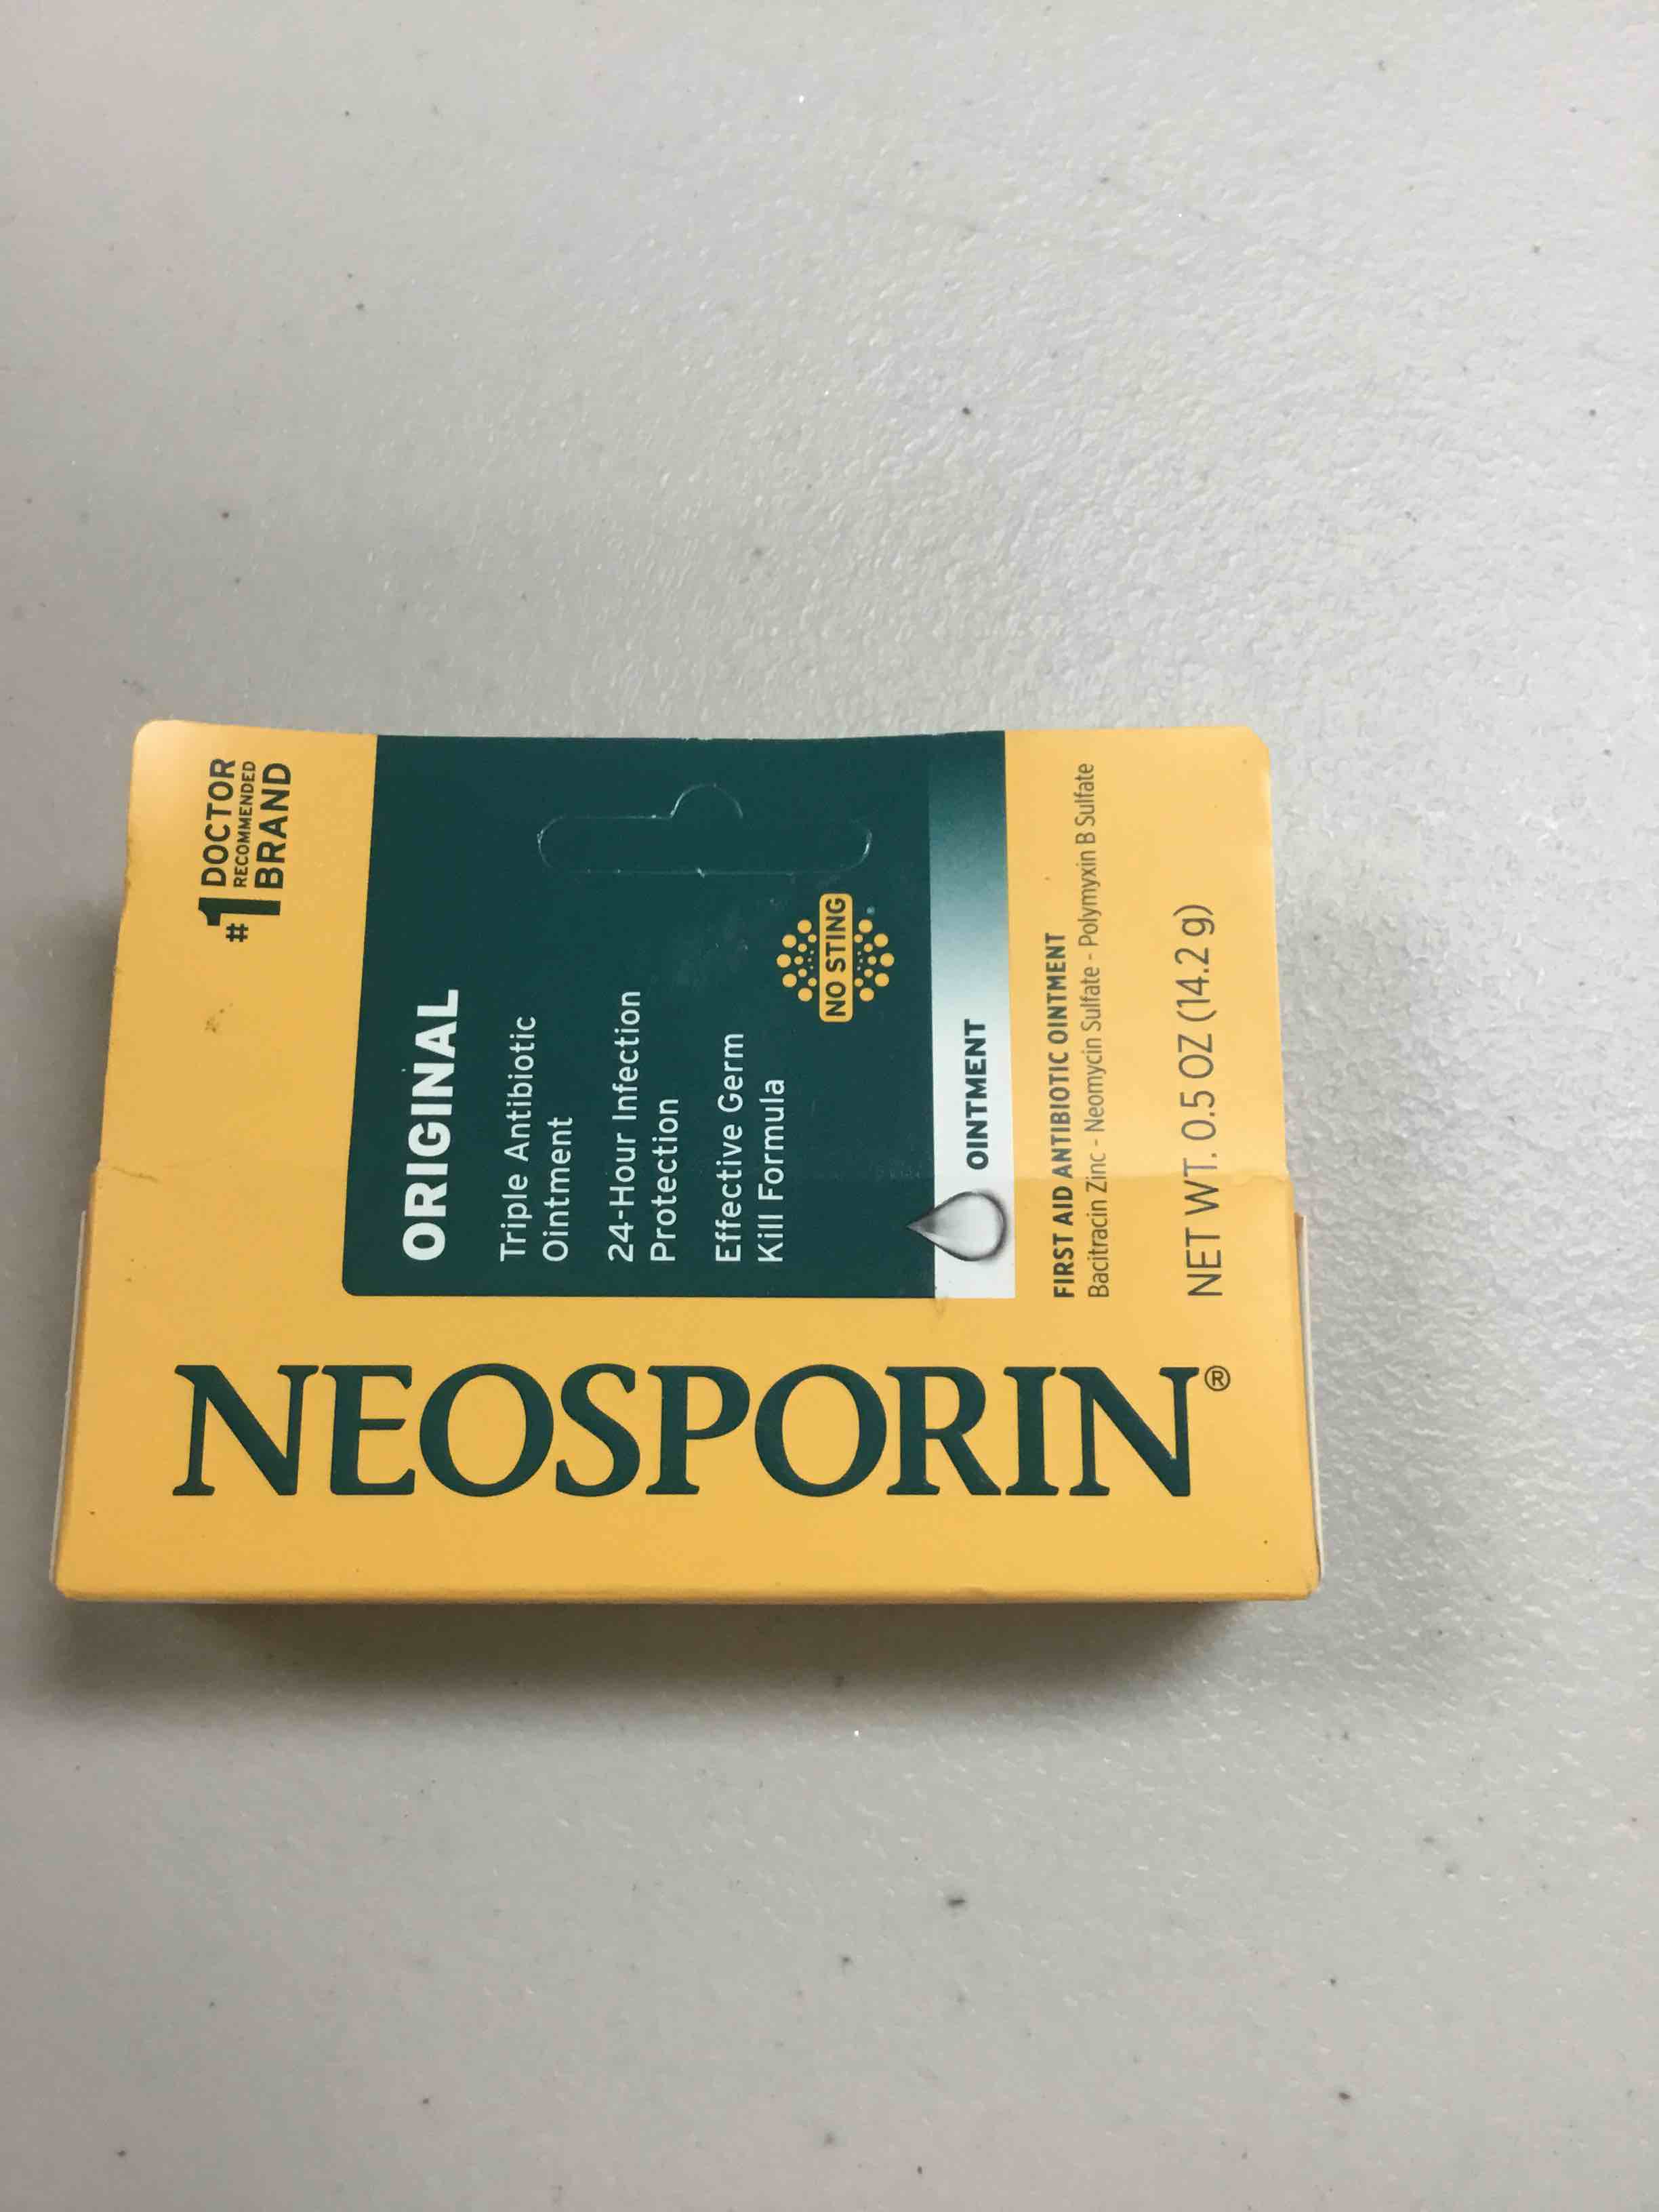 #1 DOCTOR
RECOMMENDED
BRAND
ORIGINAL
Triple Antibiotic
Ointment
24-Hour Infection
Protection
Effective Germ
Kill Formula
NO STING
OINTMENT
FIRST AID ANTIBIOTIC OINTMENT
Bacitracin Zinc - Neomycin Sulfate - Polymyxin B Sulfate
NET WT. 0.5 OZ (14.2 g)
NEOSPORIN®